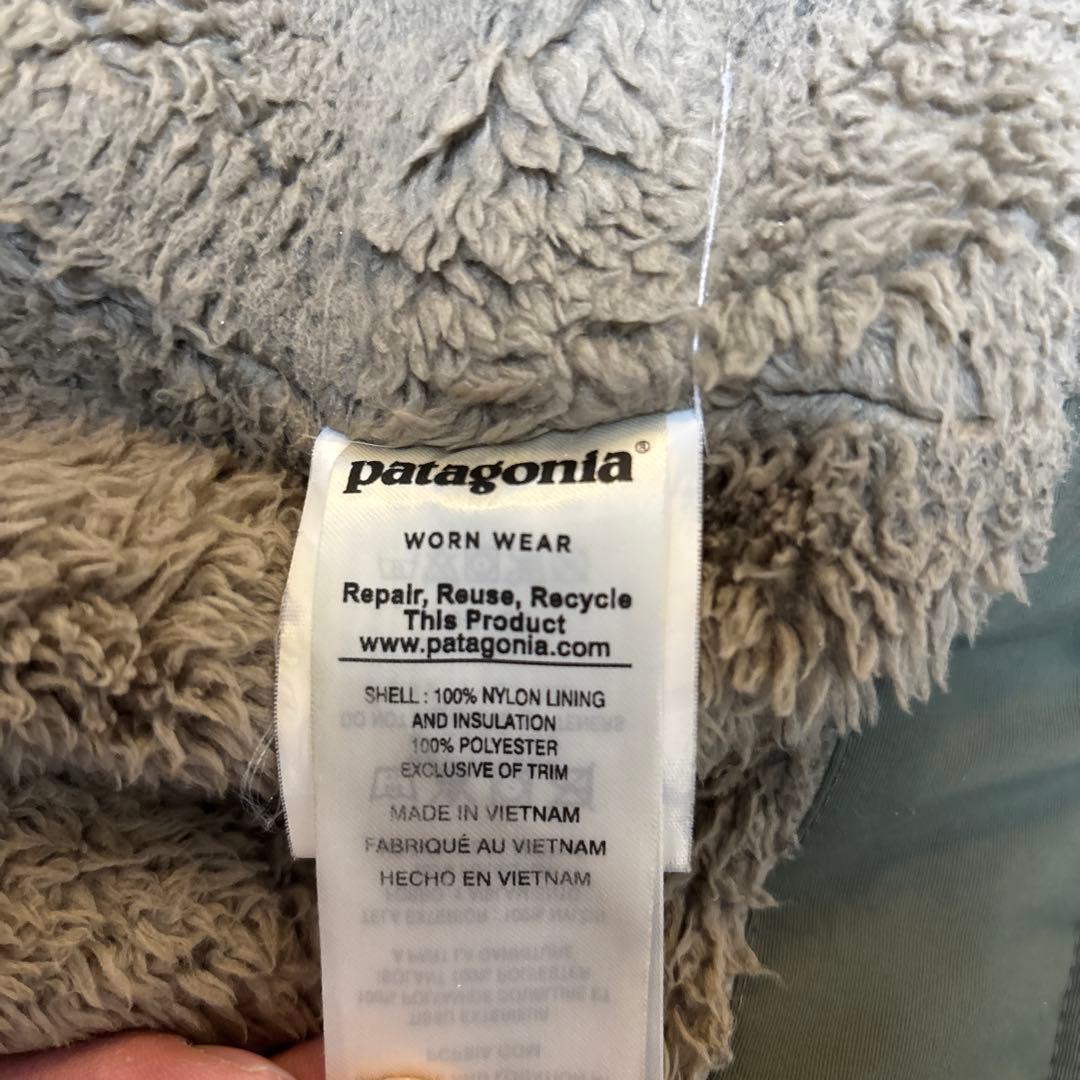 patagonia®
WORN WEAR
Repair, Reuse, Recycle
This Product
www.patagonia.com
SHELL : 100% NYLON LINING
AND INSULATION
100% POLYESTER
EXCLUSIVE OF TRIM
MADE IN VIETNAM
FABRIQUÉ AU VIETNAM
HECHO EN VIETNAM